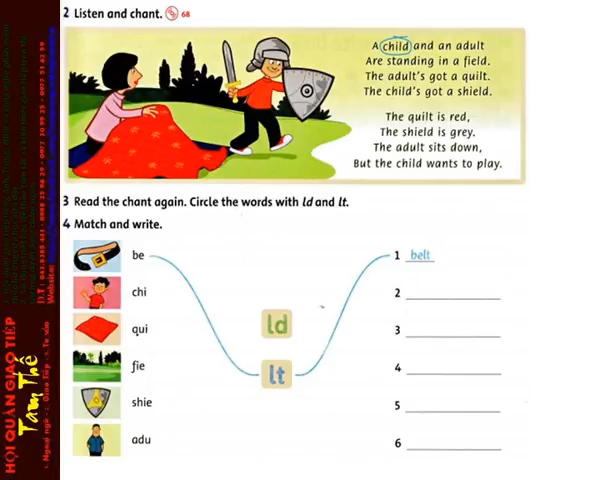 2 Listen and chant. 68
A child and an adult
Are standing in a field.
The adult's got a quilt.
The child's got a shield.
The quilt is red,
The shield is grey.
The adult sits down,
But the child wants to play.
3 Read the chant again. Circle the words with ld and lt.
4 Match and write.
be
1 belt
chi
2
qui
ld
3
fie
lt
4
shie
5
adu
6
HỘI QUÁN GIAO TIẾP
Tâm Thế
Website: